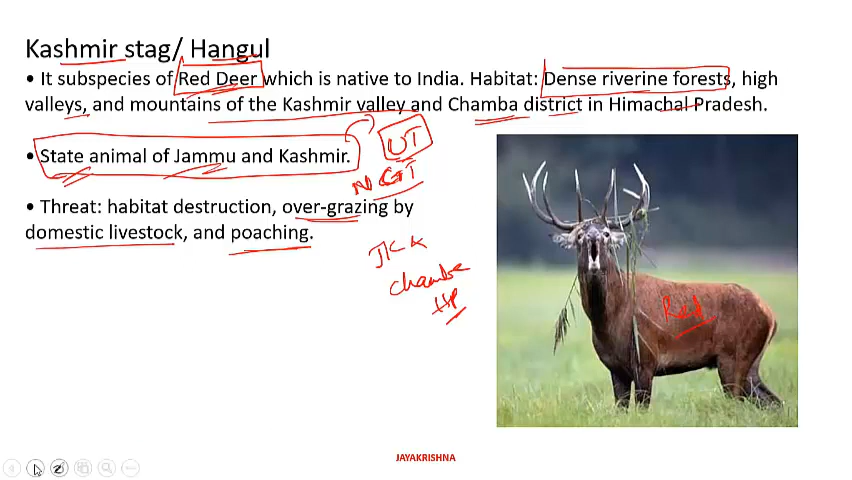 Kashmir stag/ Hangul
• It subspecies of Red Deer which is native to India. Habitat: Dense riverine forests, high
valleys, and mountains of the Kashmir valley and Chamba district in Himachal Pradesh.
• State animal of Jammu and Kashmir.
UT
• Threat: habitat destruction, over-grazing by
domestic livestock, and poaching.
J&K
Chamba
HP
Red
JAYAKRISHNA